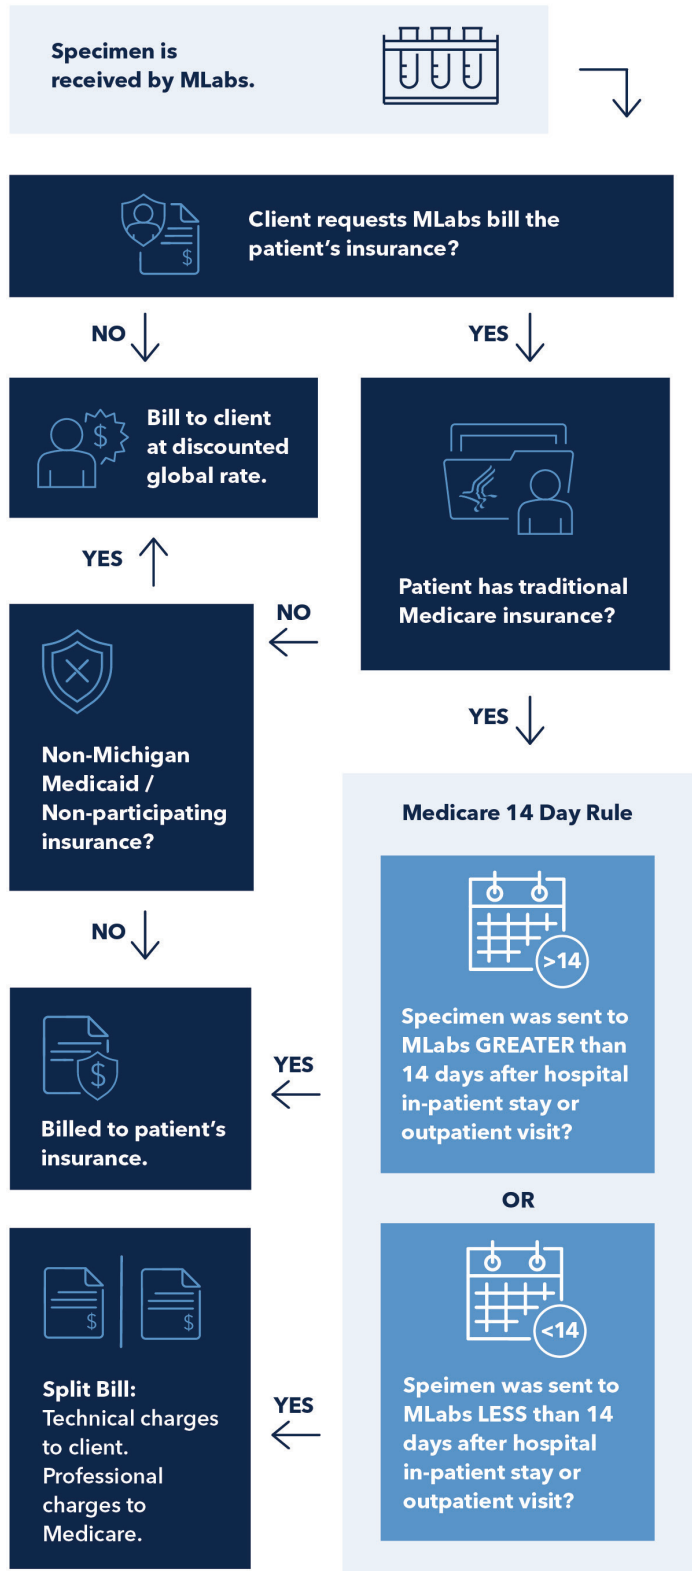 Specimen is
received by MLabs.
Client requests MLabs bill the
patient's insurance?
NO
YES
$
Bill to client
at discounted
global rate.
$
YES
Patient has traditional
Medicare insurance?
NO
YES
Non-Michigan
Medicaid /
Non-participating
insurance?
NO
Medicare 14 Day Rule
>14
Specimen was sent to
MLabs GREATER than
14 days after hospital
in-patient stay or
outpatient visit?
YES
$
Billed to patient's
insurance.
OR
<14
Speimen was sent to
MLabs LESS than 14
days after hospital
in-patient stay or
outpatient visit?
YES
$ $
Split Bill:
Technical charges
to client.
Professional
charges to
Medicare.